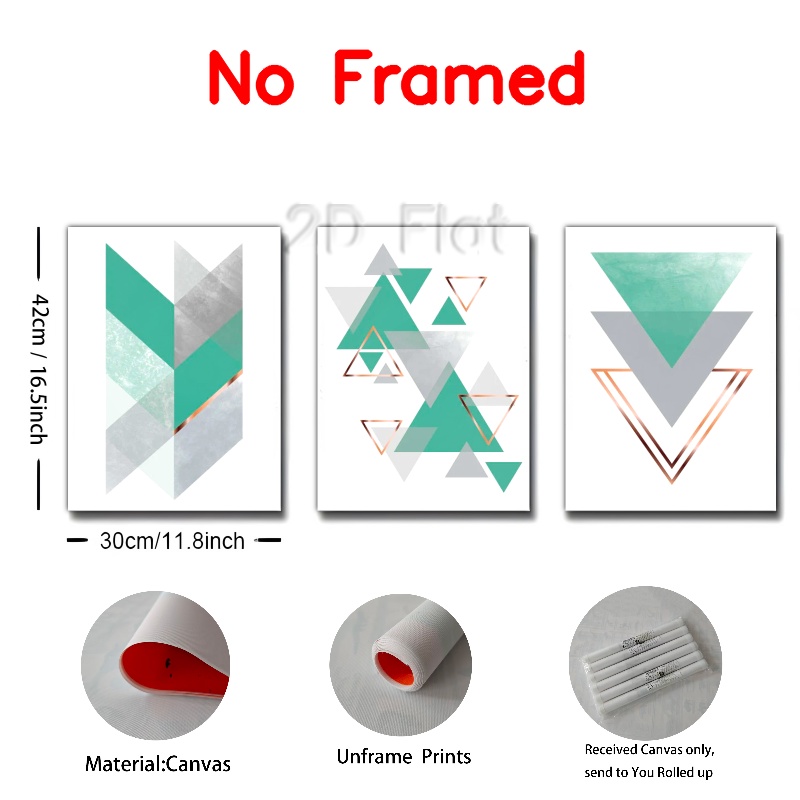 No Framed
2D Flat
42cm / 16.5inch
30cm/11.8inch
Material:Canvas
Unframe Prints
Received Canvas only,
send to You Rolled up